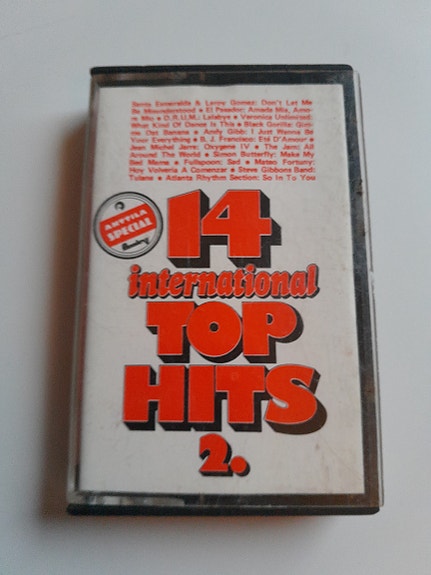 Santa Esmeralda & Leroy Gomez: Don't Let Me
Be Misunderstood • El Pasador: Amada Mia, Amo-
re Mio • D.R.U.M.: Lalabye • Veronica Unlimited:
What Kind Of Dance Is This • Black Gorilla: Gim-
me Dat Banana • Andy Gibb: I Just Wanna Be
Your Everything • B. J. Francisco: Eté D'Amour •
Jean Michel Jarre: Oxygene IV • The Jam: All
Around The World • Simon Butterfly: Make My
Bed Mama • Fullspoon: Sad • Mateo Fortuny:
Hoy Volveria A Comenzar • Steve Gibbons Band:
Tulane • Atlanta Rhythm Section: So In To You
ANTTILA
SPECIAL
14
international
TOP
HITS
2.